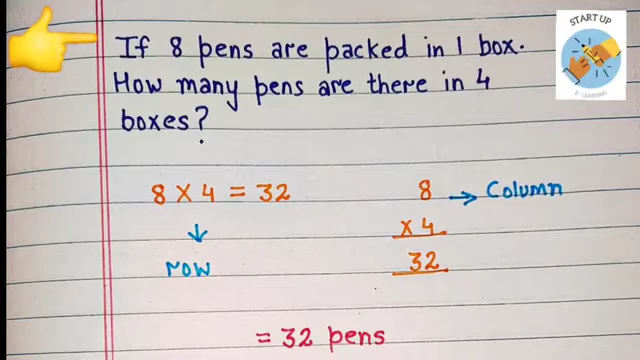 START UP
E-LEARNING
If 8 pens are packed in 1 box.
How many pens are there in 4
boxes?
8 × 4 = 32
↓
row
8 → Column
× 4
32
= 32 pens